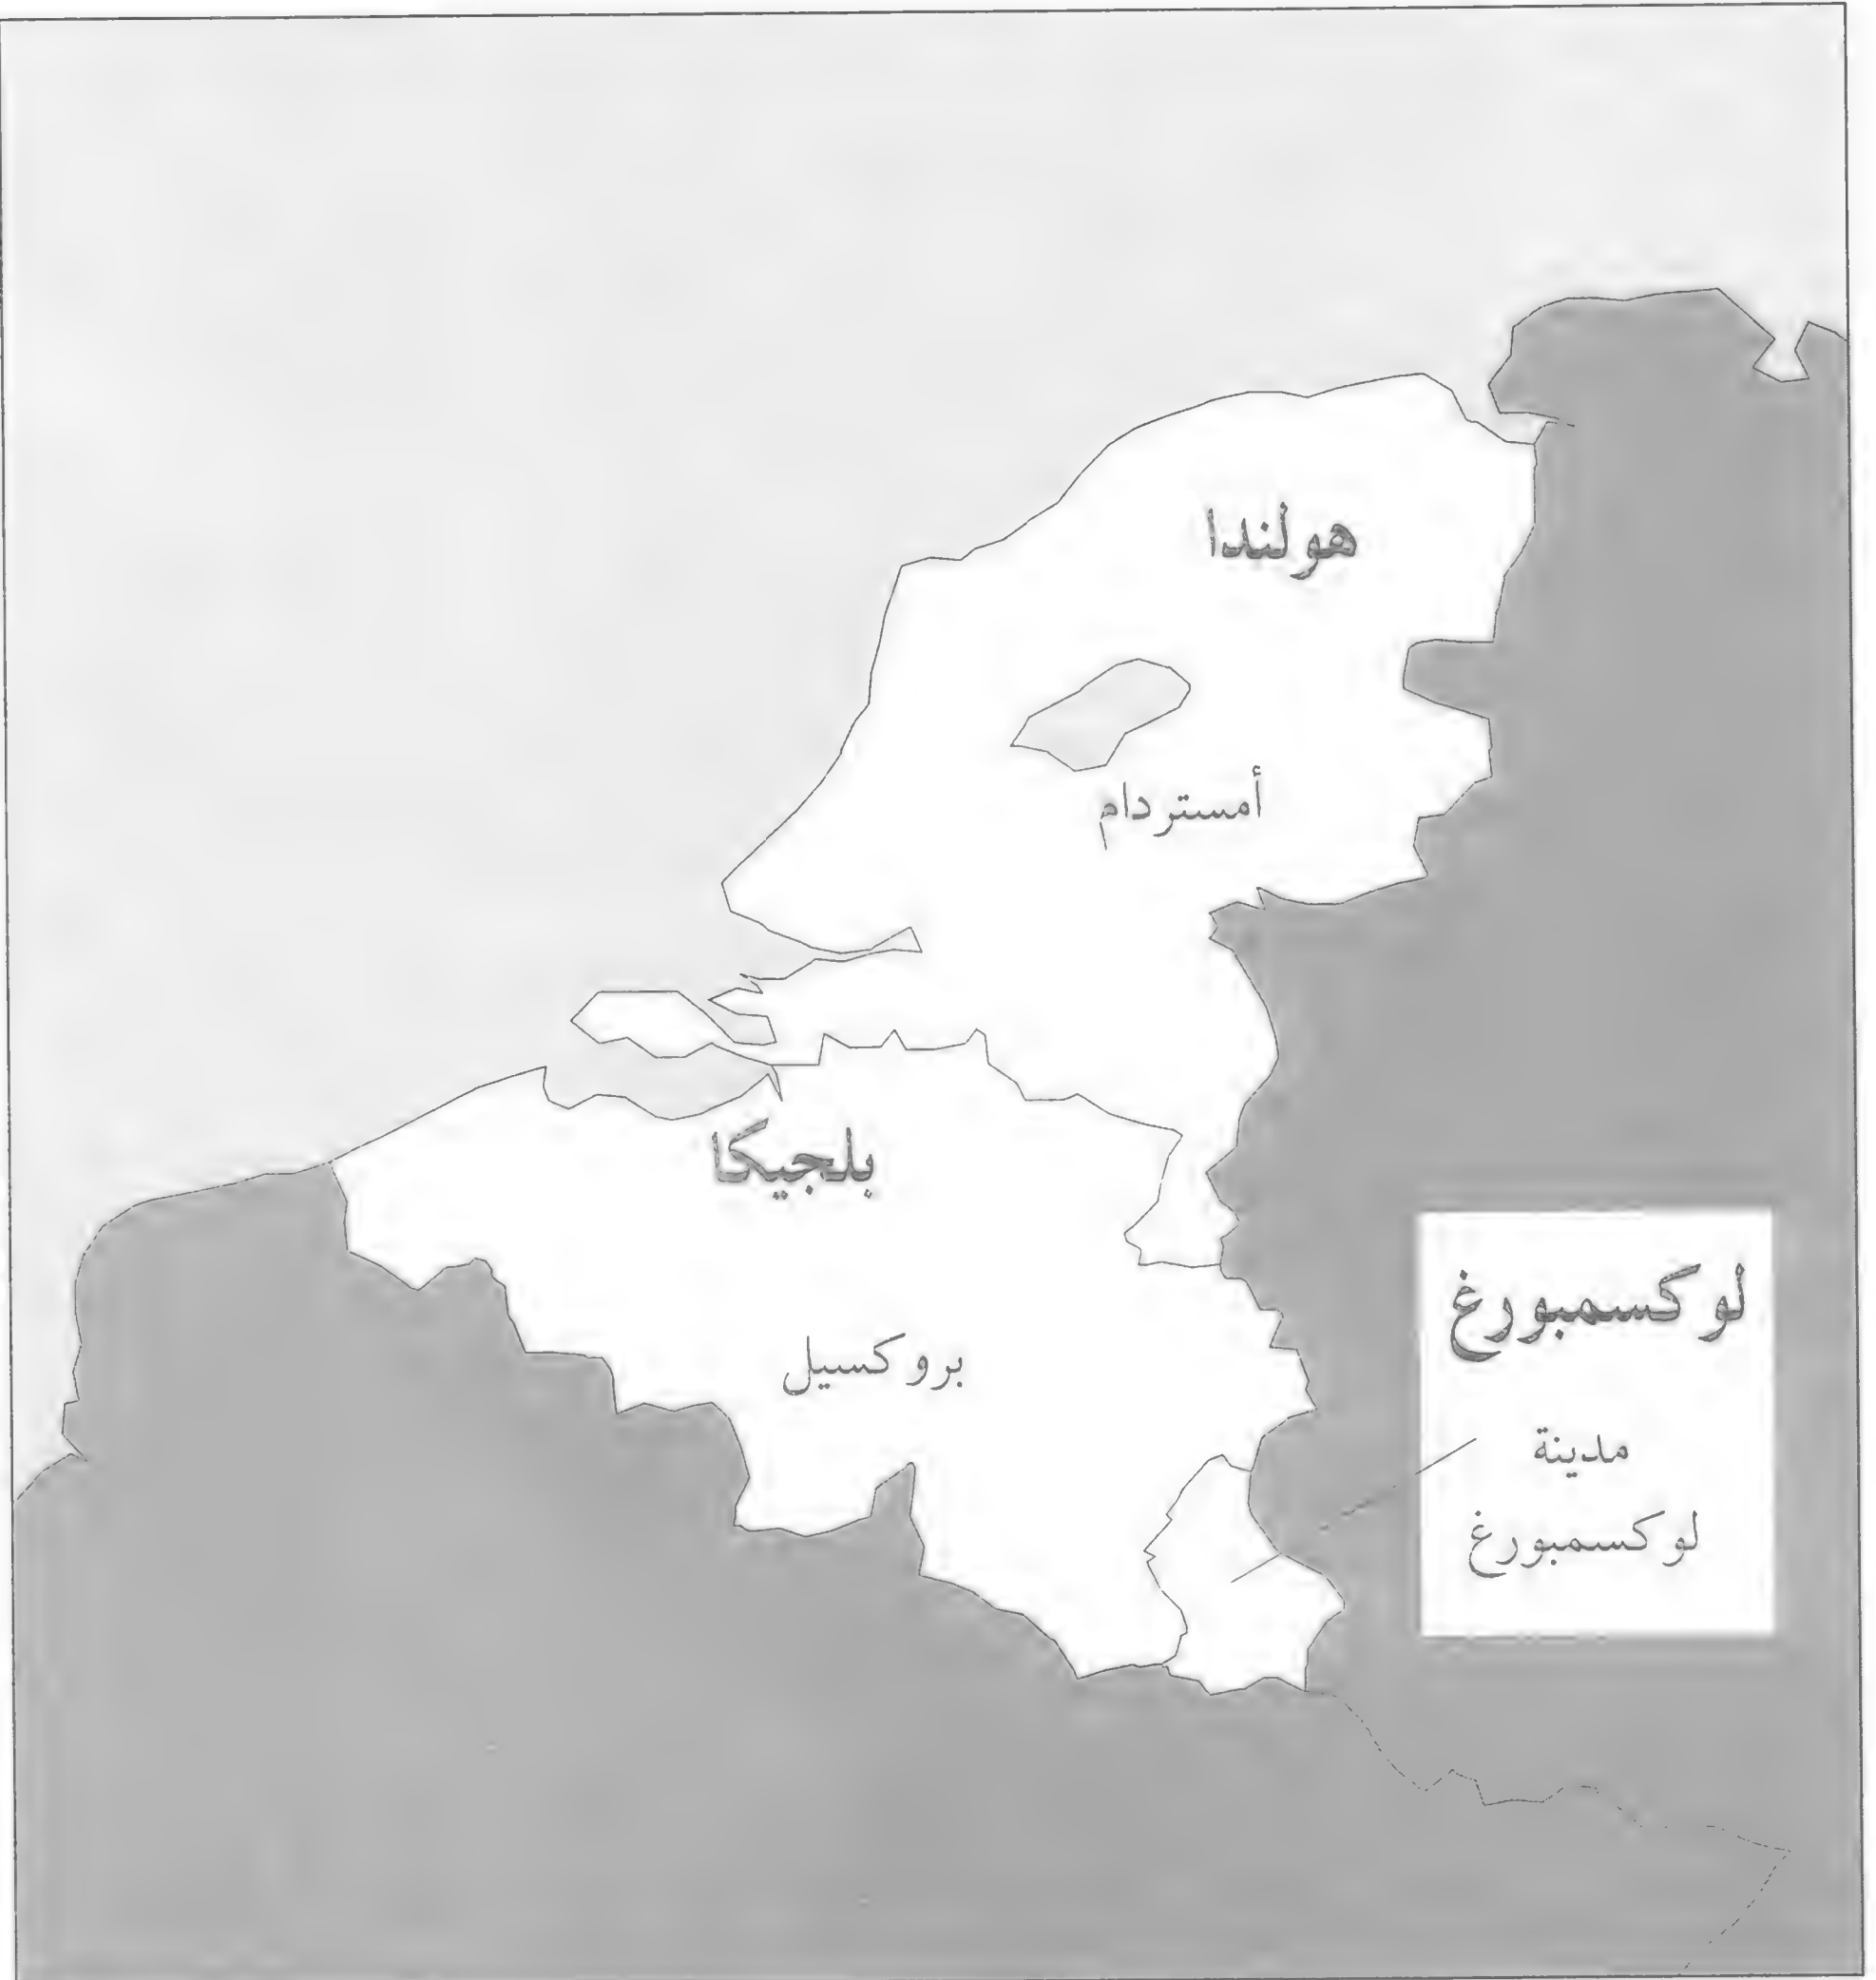 هولندا
أمستردام
بلجيكا
بروكسيل
لوكسمبورغ
مدينة
لوكسمبورغ